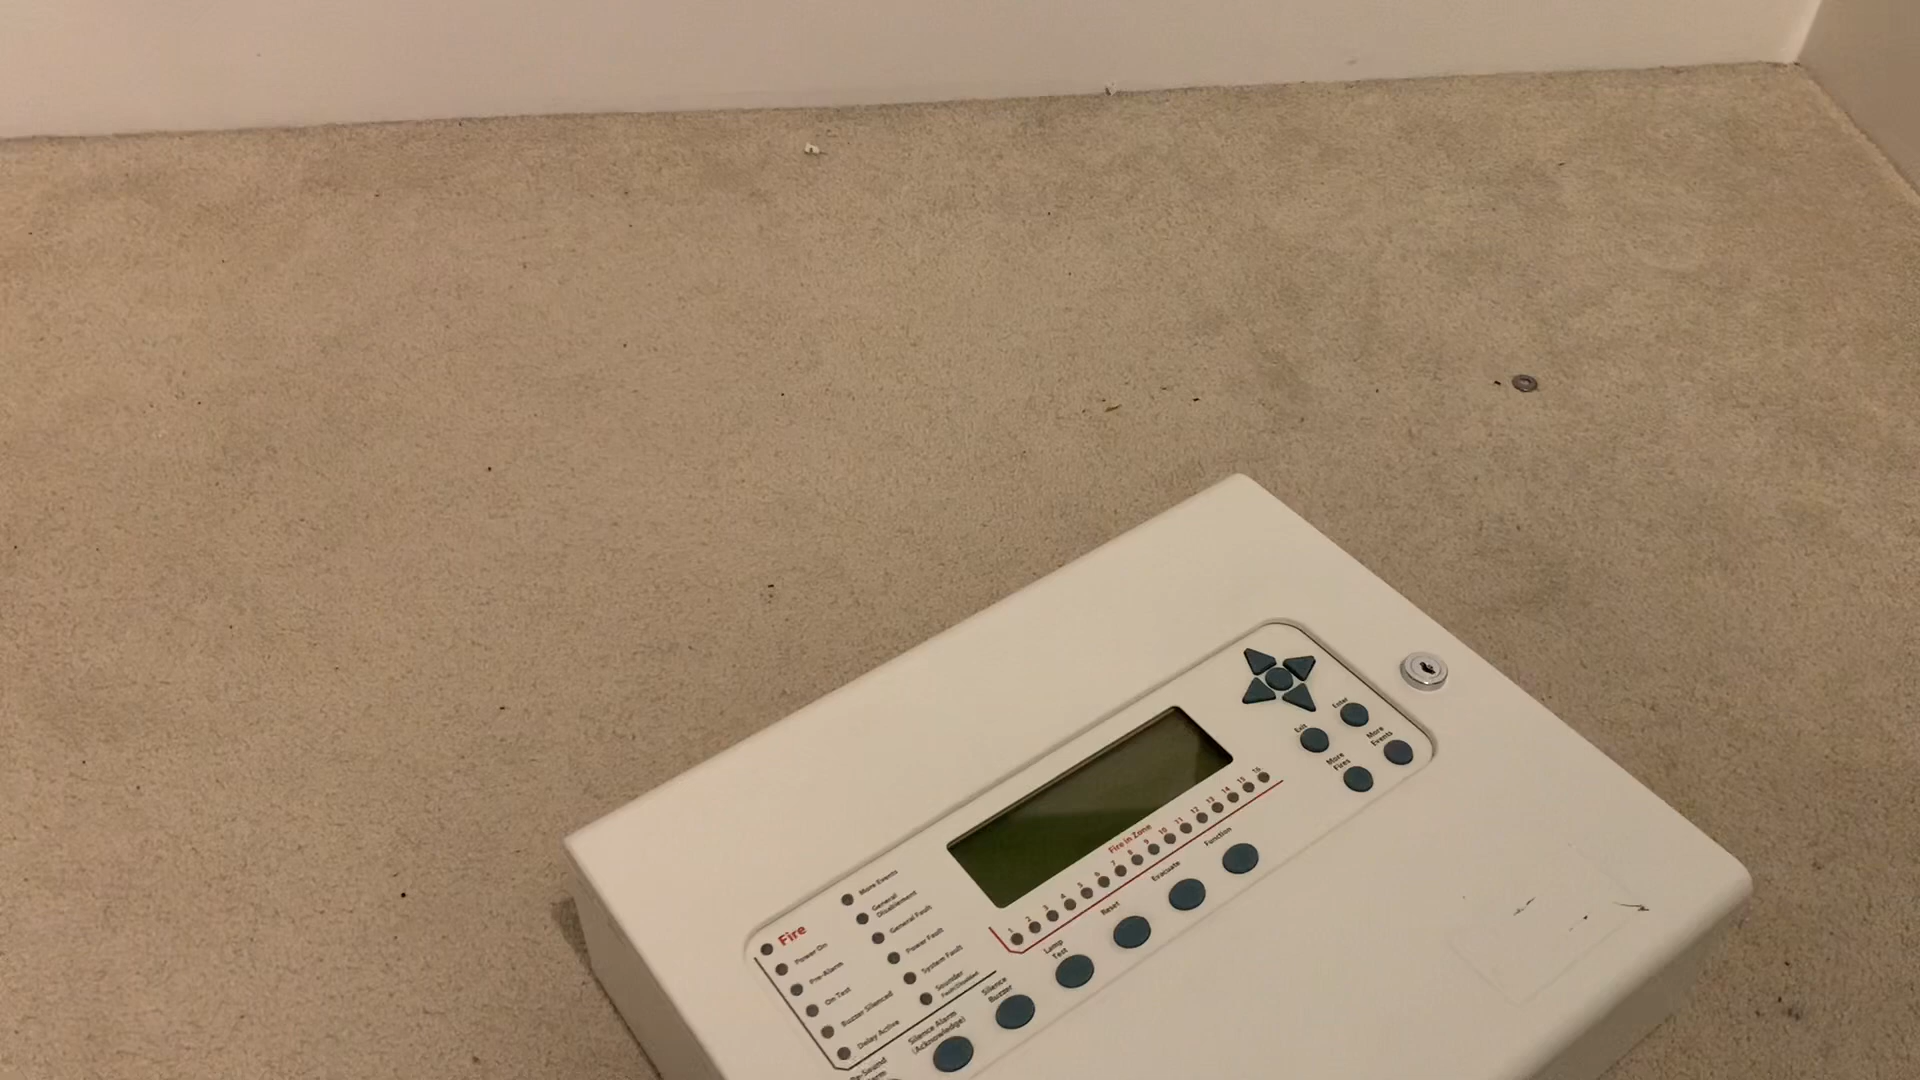 Enter
Exit
More
Events
More
Fires
Fire in Zone
1 2 3 4 5 6 7 8 9 10 11 12 13 14 15 16
Fire
Power On
Pre-Alarm
On Test
Buzzer Silenced
Delay Active
More Events
General
Disablement
General Fault
Power Fault
System Fault
Sounder
Fault/Disabled
Silence Alarm
(Acknowledge)
Silence
Buzzer
Lamp
Test
Reset
Evacuate
Function